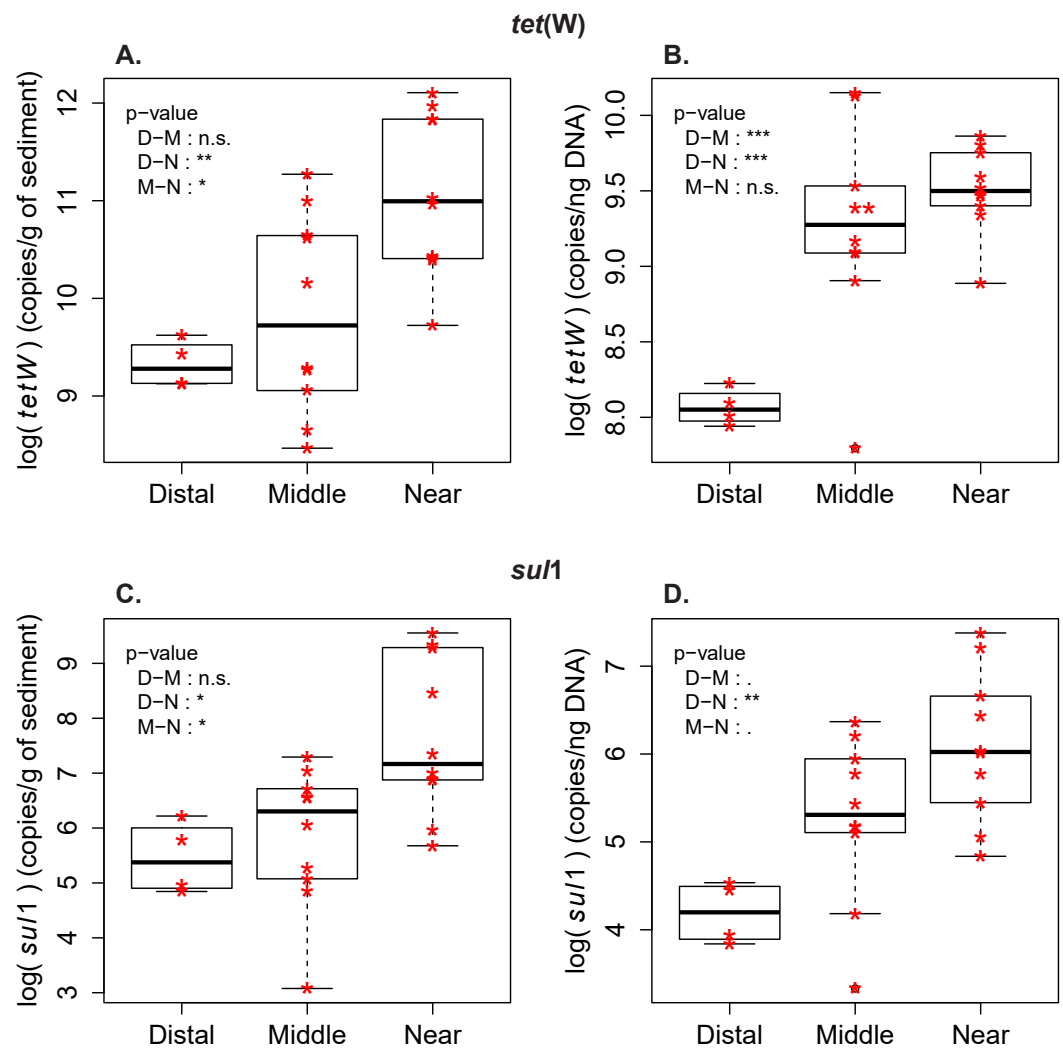 tet(W)
A.
log( tetW ) (copies/g of sediment)
12
11
10
9
p−value
D−M : n.s.
D−N : **
M−N : *
Distal Middle Near
B.
log( tetW ) (copies/ng DNA)
10.0
9.5
9.0
8.5
8.0
p−value
D−M : ***
D−N : ***
M−N : n.s.
Distal Middle Near
sul1
C.
log( sul1 ) (copies/g of sediment)
9
8
7
6
5
4
3
p−value
D−M : n.s.
D−N : *
M−N : *
Distal Middle Near
D.
log( sul1 ) (copies/ng DNA)
7
6
5
4
p−value
D−M : .
D−N : **
M−N : .
Distal Middle Near